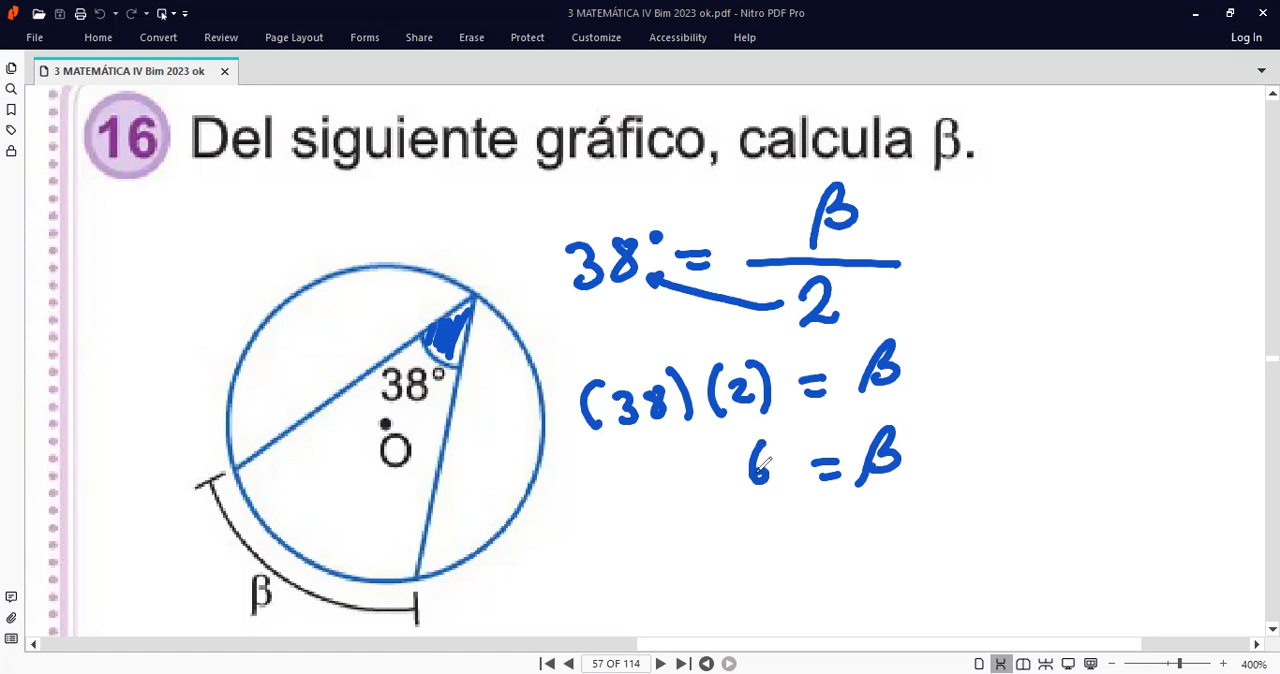 3 MATEMÁTICA IV Bim 2023 ok.pdf - Nitro PDF Pro
File Home Convert Review Page Layout Forms Share Erase Protect Customize Accessibility Help Log In
3 MATEMÁTICA IV Bim 2023 ok
16 Del siguiente gráfico, calcula β.
38° = β/2
(38)(2) = β
6 = β
38°
O
β
57 OF 114
400%